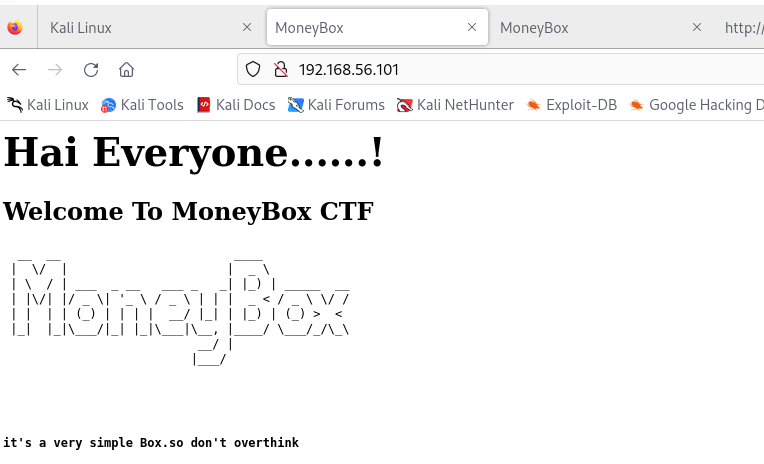 Kali Linux MoneyBox MoneyBox http://
192.168.56.101
Kali Linux Kali Tools Kali Docs Kali Forums Kali NetHunter Exploit-DB Google Hacking D
Hai Everyone......!
Welcome To MoneyBox CTF
MoneyBox
it's a very simple Box.so don't overthink